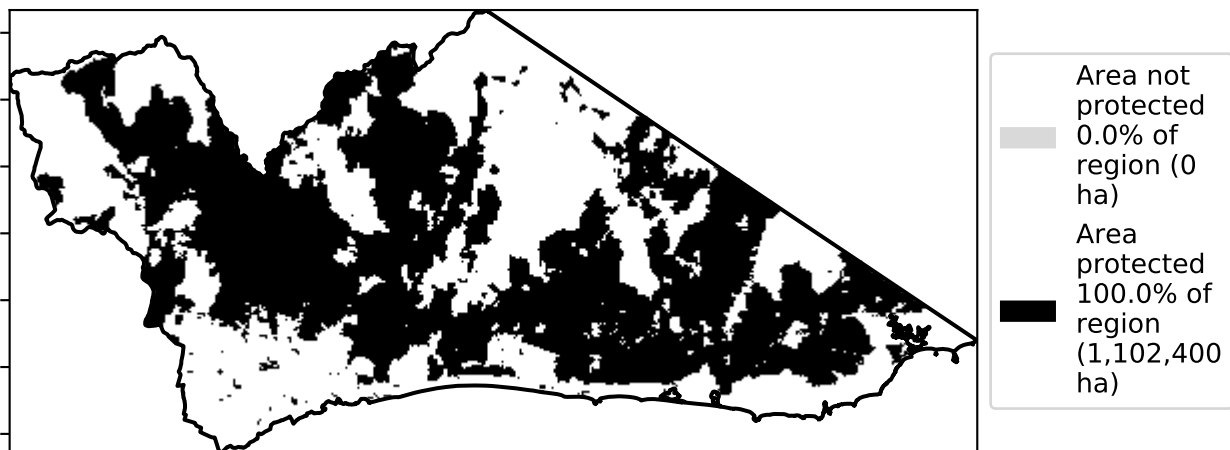 Area not
protected
0.0% of
region (0
ha)
Area
protected
100.0% of
region
(1,102,400
ha)